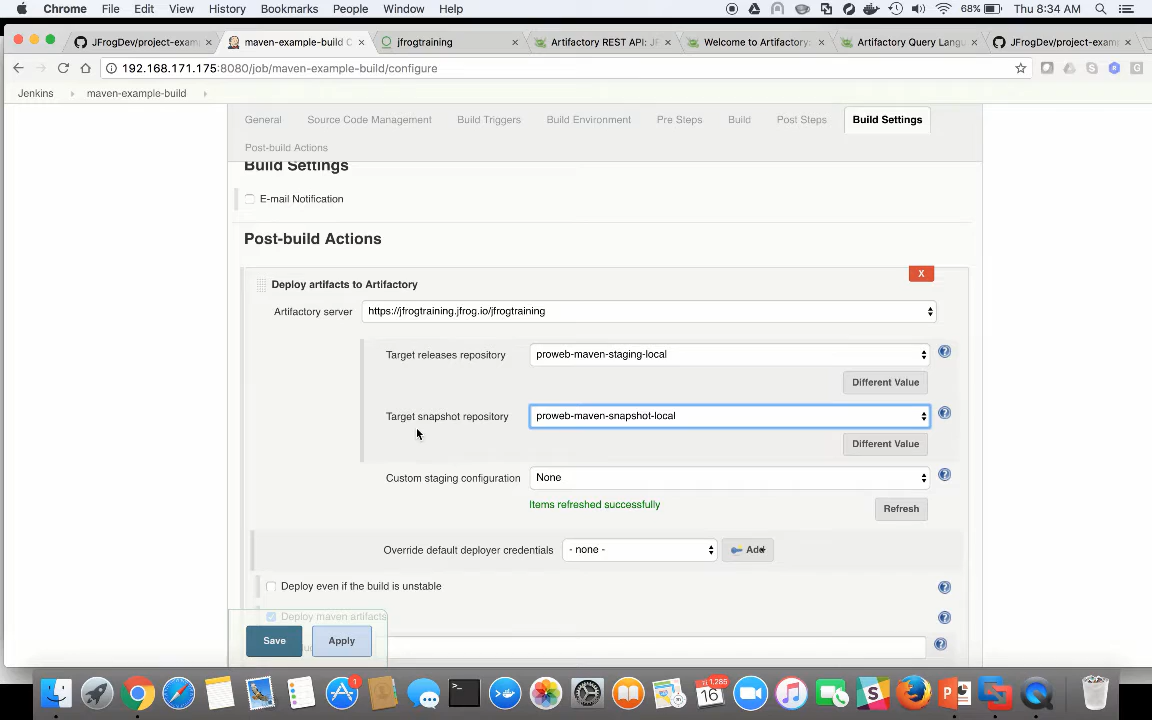 Chrome File Edit View History Bookmarks People Window Help 68% Thu 8:34 AM
JFrogDev/project-exam × maven-example-build C × jfrogtraining × Artifactory REST API: JF × Welcome to Artifactory: × Artifactory Query Lang × JFrogDev/project-exam ×
192.168.171.175:8080/job/maven-example-build/configure
Jenkins maven-example-build
General Source Code Management Build Triggers Build Environment Pre Steps Build Post Steps Build Settings
Post-build Actions
Build Settings
E-mail Notification
Post-build Actions
X
Deploy artifacts to Artifactory
Artifactory server https://jfrogtraining.jfrog.io/jfrogtraining
Target releases repository proweb-maven-staging-local
Different Value
Target snapshot repository proweb-maven-snapshot-local
Different Value
Custom staging configuration None
Items refreshed successfully Refresh
Override default deployer credentials - none - Add
Deploy even if the build is unstable
Deploy maven artifacts
Save Apply
1 1,285 16